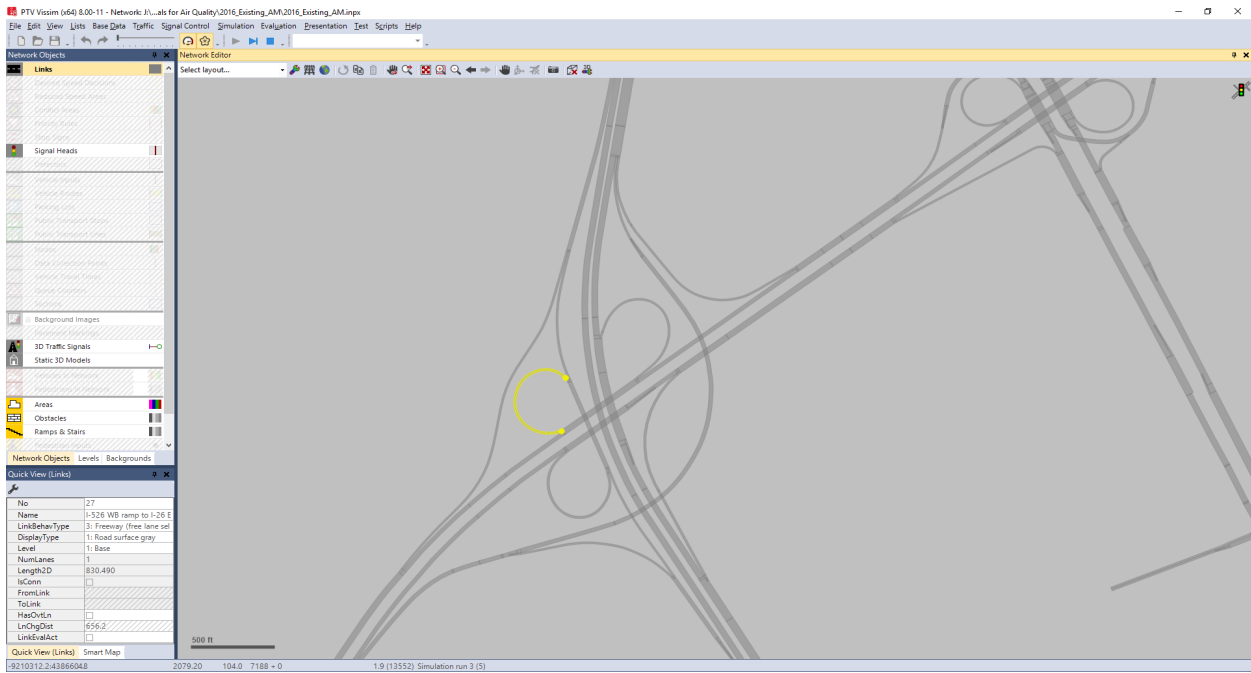 PTV Vissim (x64) 8.00-11 - Network: J:\...als for Air Quality\2016_Existing_AM\2016_Existing_AM.inpx
File Edit View Lists Base Data Traffic Signal Control Simulation Evaluation Presentation Test Scripts Help
Network Objects
Network Editor
Select layout...
Links
Signal Heads
Background Images
3D Traffic Signals
Static 3D Models
Areas
Obstacles
Ramps & Stairs
Network Objects Levels Backgrounds
Quick View (Links)
No 27
Name I-526 WB ramp to I-26 E
LinkBehavType 3: Freeway (free lane sel
DisplayType 1: Road surface gray
Level 1: Base
NumLanes 1
Length2D 830.490
IsConn
FromLink
ToLink
HasOvtLn
LnChgDist 656.2
LinkEvalAct
Quick View (Links) Smart Map
500 ft
-9210312.2:4386604.8 2079.20 104.0 7188 + 0 1.9 (13552) Simulation run 3 (5)